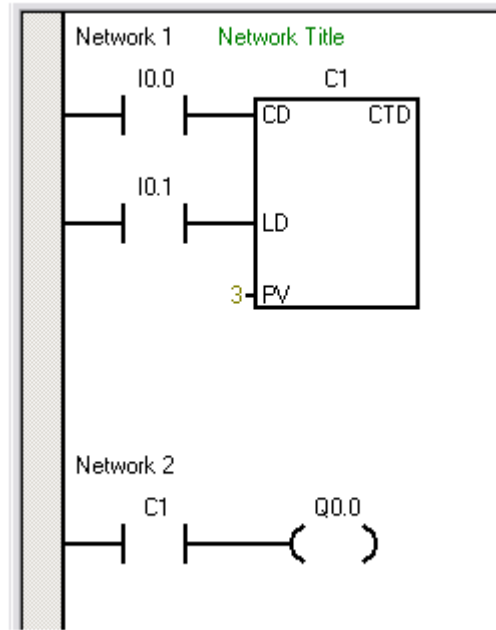 Network 1 Network Title
I0.0 C1
CD CTD
I0.1
LD
3 PV
Network 2
C1 Q0.0